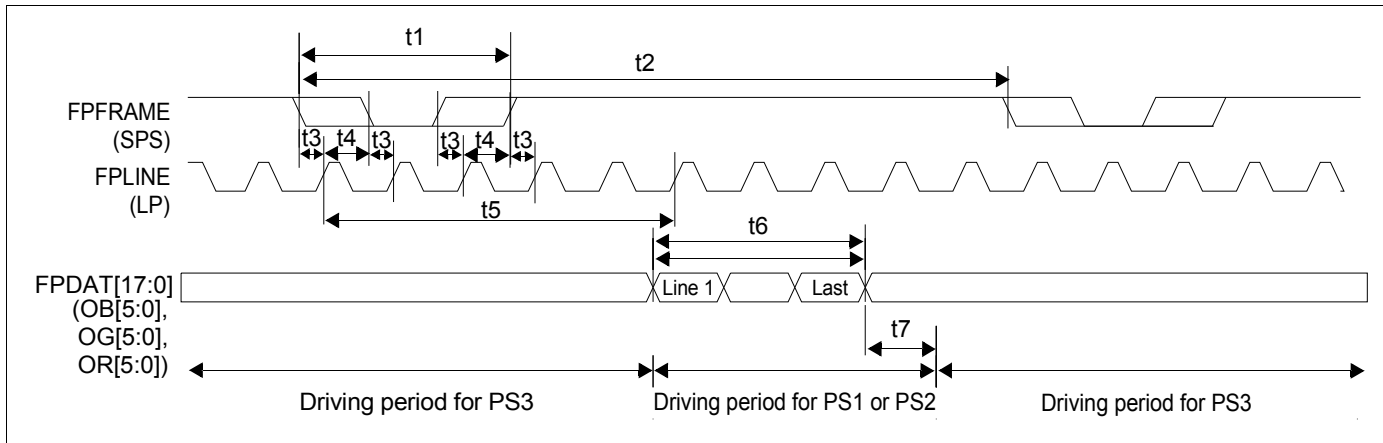 t1
t2
FPFRAME
(SPS)
t3 t4 t3 t3 t4 t3
FPLINE
(LP)
t5
t6
FPDAT[17:0]
(OB[5:0],
OG[5:0],
OR[5:0])
Line 1 Last
t7
Driving period for PS3 Driving period for PS1 or PS2 Driving period for PS3